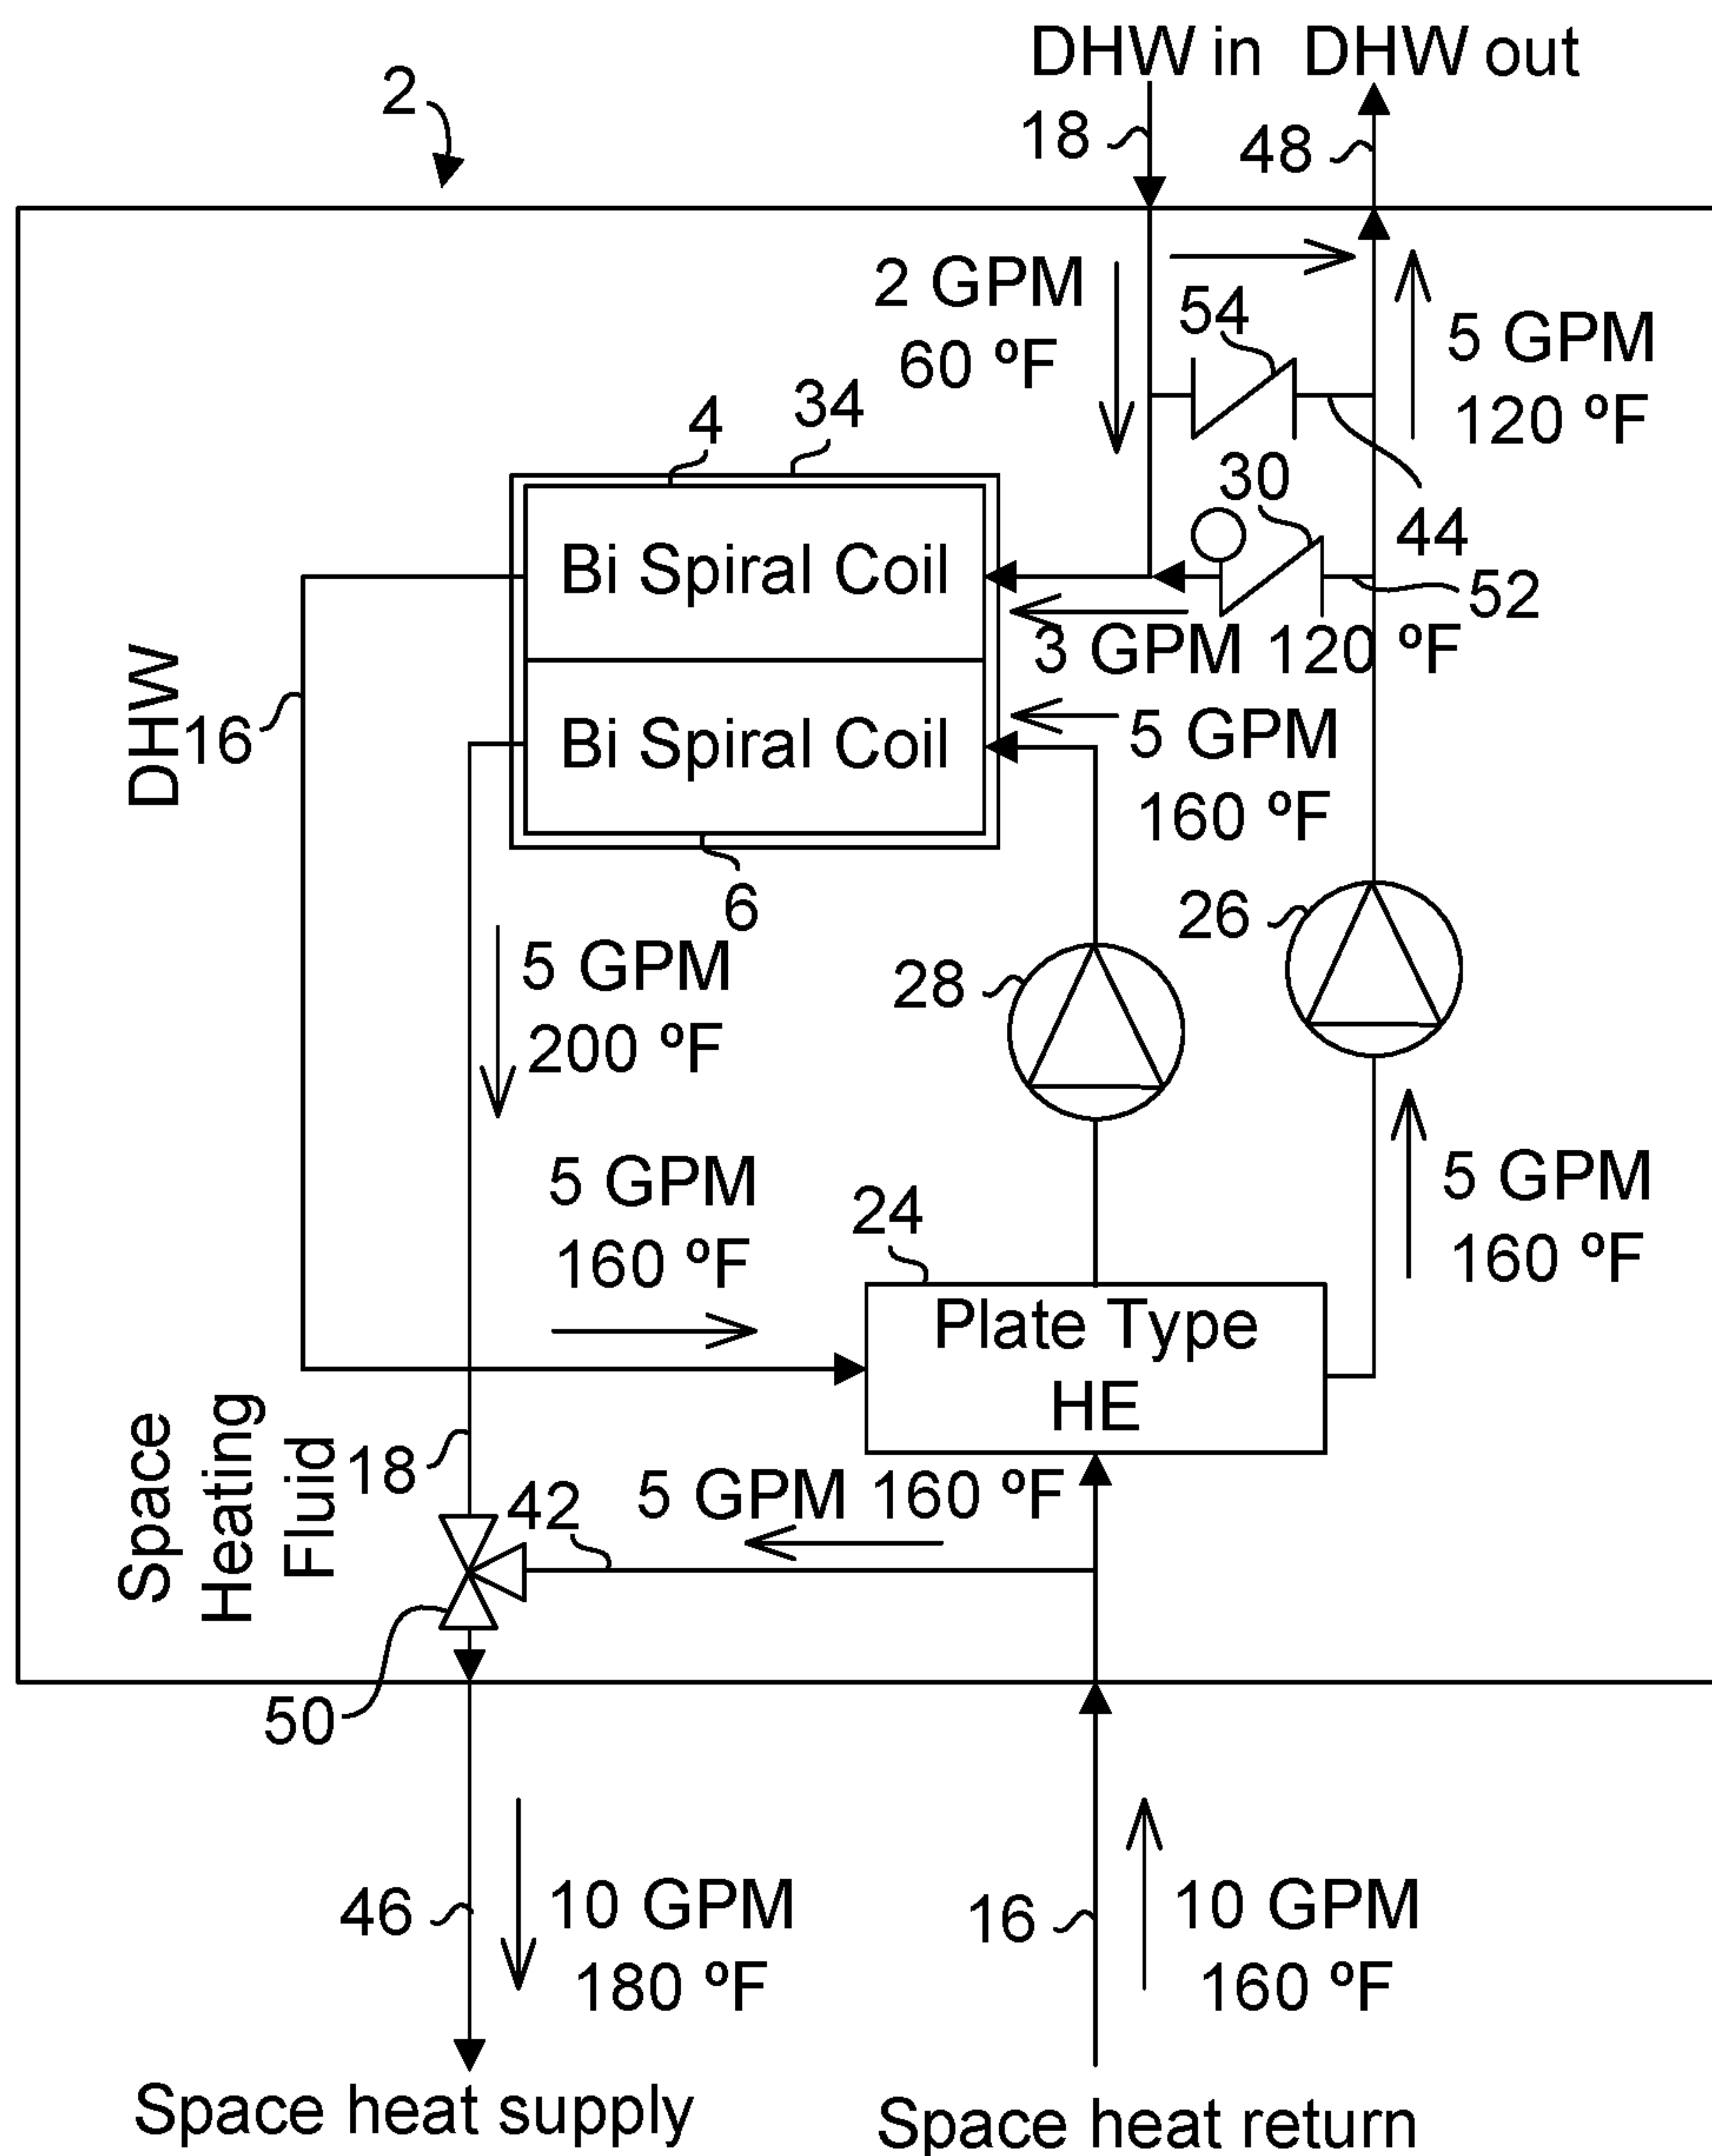 DHW in DHW out
2
18
48
2 GPM
60 ºF
54
5 GPM
120 ºF
34
4
30
44
Bi Spiral Coil
52
3 GPM 120 ºF
DHW
16
Bi Spiral Coil
5 GPM
160 ºF
6
26
5 GPM
200 ºF
28
5 GPM
160 ºF
24
5 GPM
160 ºF
Plate Type
HE
Space
Heating
Fluid
18
42
5 GPM 160 ºF
50
46
10 GPM
180 ºF
16
10 GPM
160 ºF
Space heat supply
Space heat return